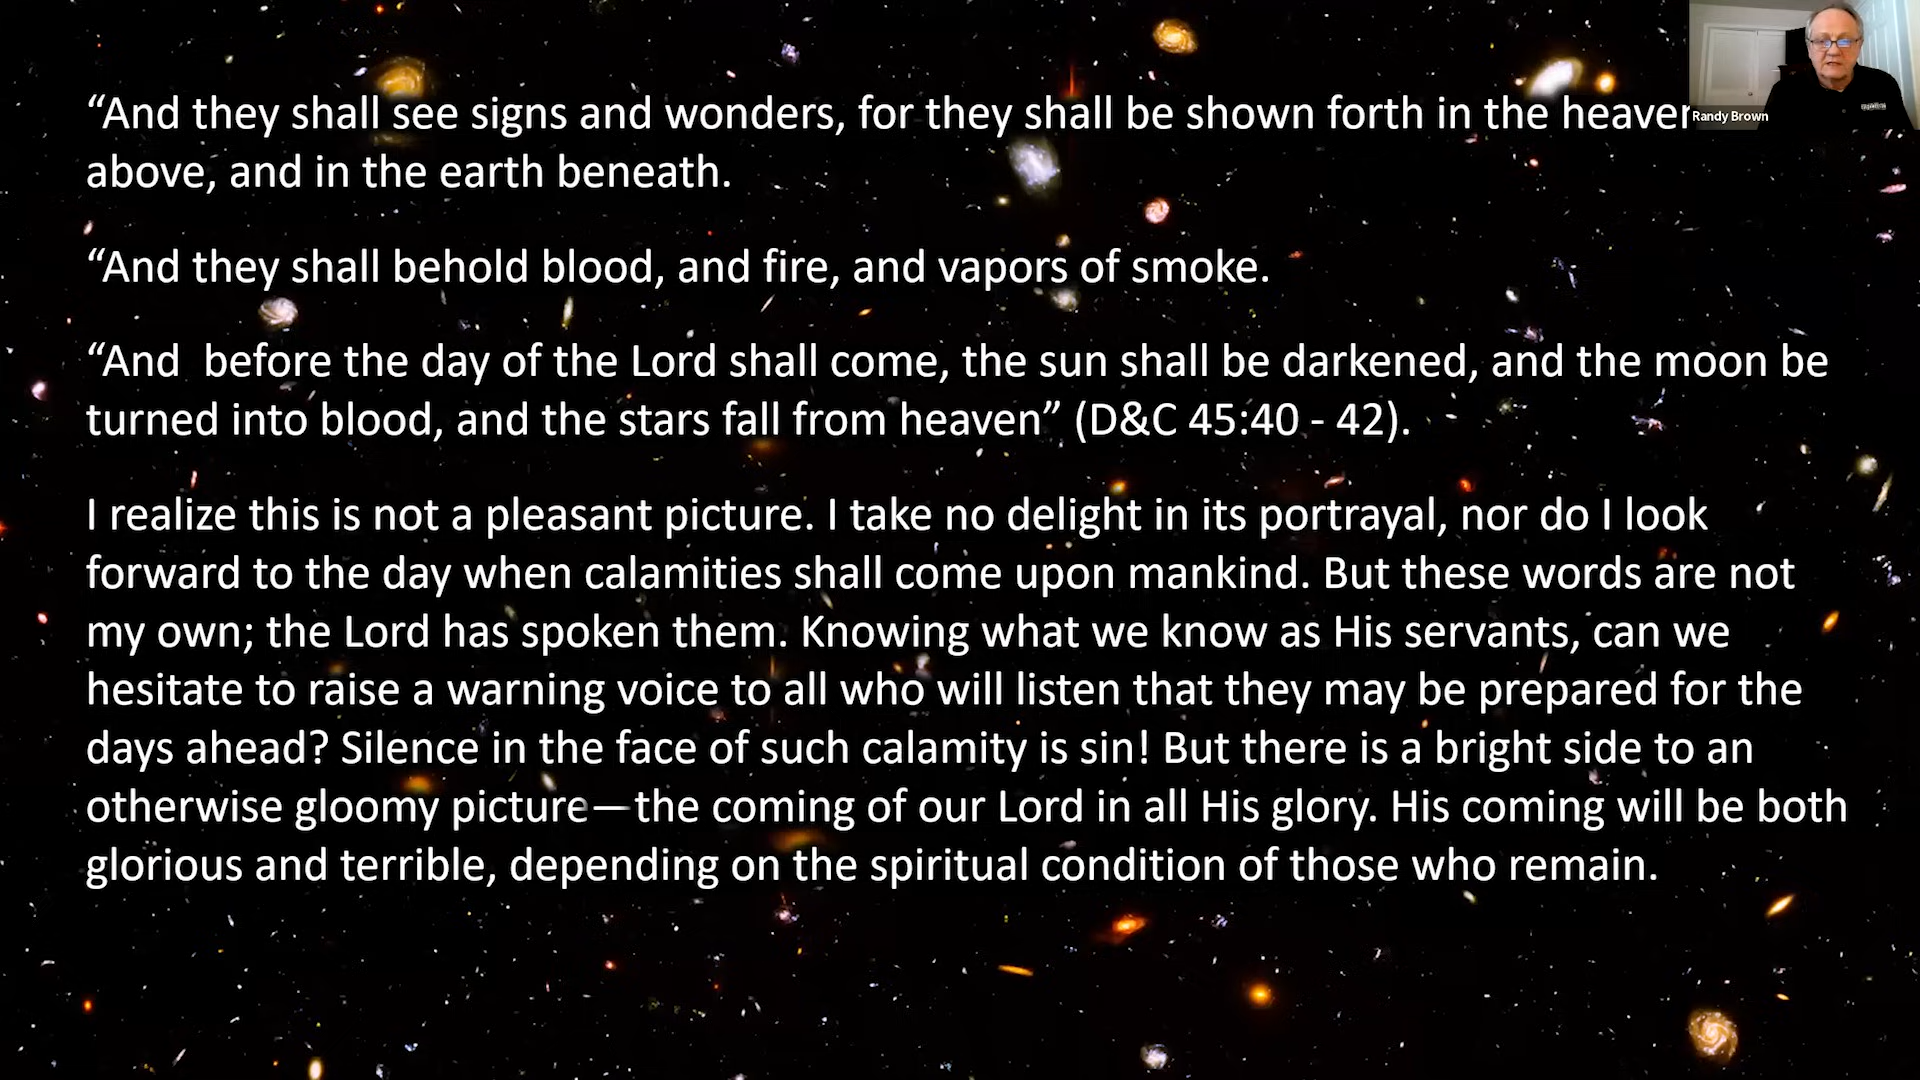 “And they shall see signs and wonders, for they shall be shown forth in the
above, and in the earth beneath.
“And they shall behold blood, and fire, and vapors of smoke.
“And  before the day of the Lord shall come, the sun shall be darkened, and the moon be
turned into blood, and the stars fall from heaven” (D&C 45:40 - 42).
I realize this is not a pleasant picture. I take no delight in its portrayal, nor do I look
forward to the day when calamities shall come upon mankind. But these words are not
my own; the Lord has spoken them. Knowing what we know as His servants, can we
hesitate to raise a warning voice to all who will listen that they may be prepared for the
days ahead? Silence in the face of such calamity is sin! But there is a bright side to an
otherwise gloomy picture—the coming of our Lord in all His glory. His coming will be both
glorious and terrible, depending on the spiritual condition of those who remain.
Randy Brown